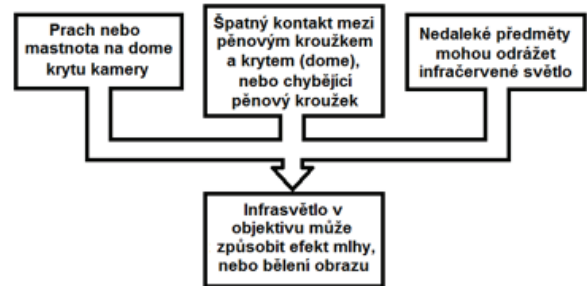 Prach nebo
mastnota na dome
krytu kamery
Špatný kontakt mezi
pěnovým kroužkem
a krytem (dome),
nebo chybějící
pěnový kroužek
Nedaleké předměty
mohou odrážet
infračervené světlo
Infrasvětlo v
objektivu může
způsobit efekt mlhy,
nebo bělení obrazu